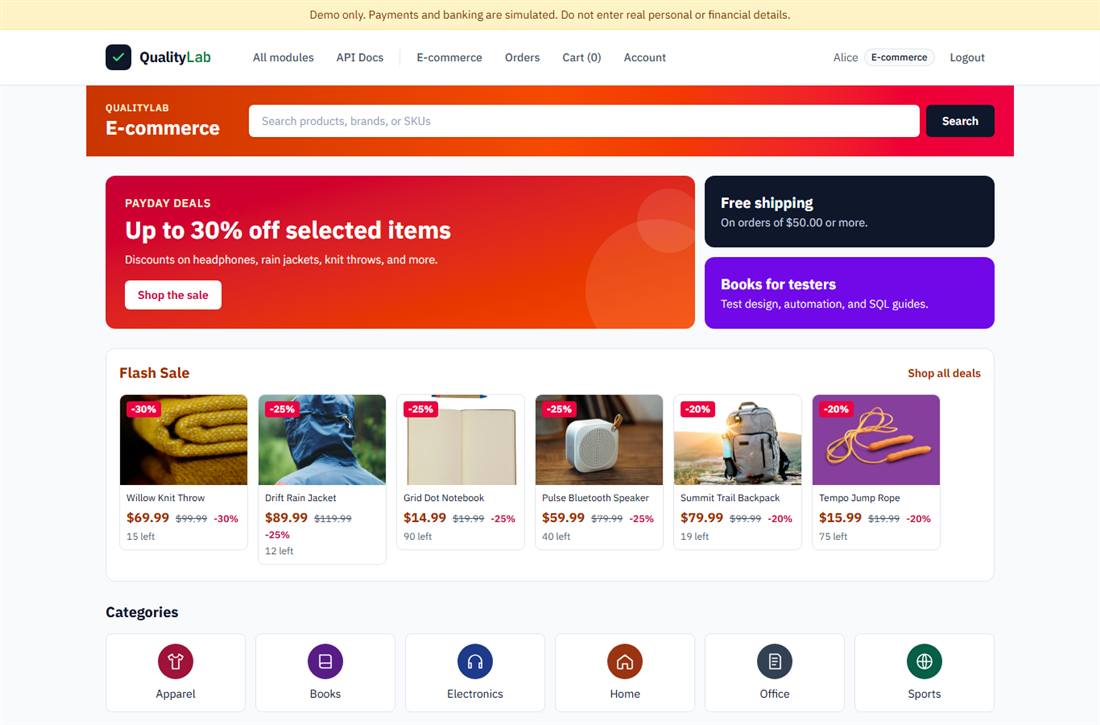 Demo only. Payments and banking are simulated. Do not enter real personal or financial details.
QualityLab
All modules
API Docs
E-commerce
Orders
Cart (0)
Account
Alice
E-commerce
Logout
QUALITYLAB
E-commerce
Search products, brands, or SKUs
Search
PAYDAY DEALS
Up to 30% off selected items
Discounts on headphones, rain jackets, knit throws, and more.
Shop the sale
Free shipping
On orders of $50.00 or more.
Books for testers
Test design, automation, and SQL guides.
Flash Sale
Shop all deals
-30%
Willow Knit Throw
$69.99 $99.99 -30%
15 left
-25%
Drift Rain Jacket
$89.99 $119.99
-25%
12 left
-25%
Grid Dot Notebook
$14.99 $19.99 -25%
90 left
-25%
Pulse Bluetooth Speaker
$59.99 $79.99 -25%
40 left
-20%
Summit Trail Backpack
$79.99 $99.99 -20%
19 left
-20%
Tempo Jump Rope
$15.99 $19.99 -20%
75 left
Categories
Apparel
Books
Electronics
Home
Office
Sports